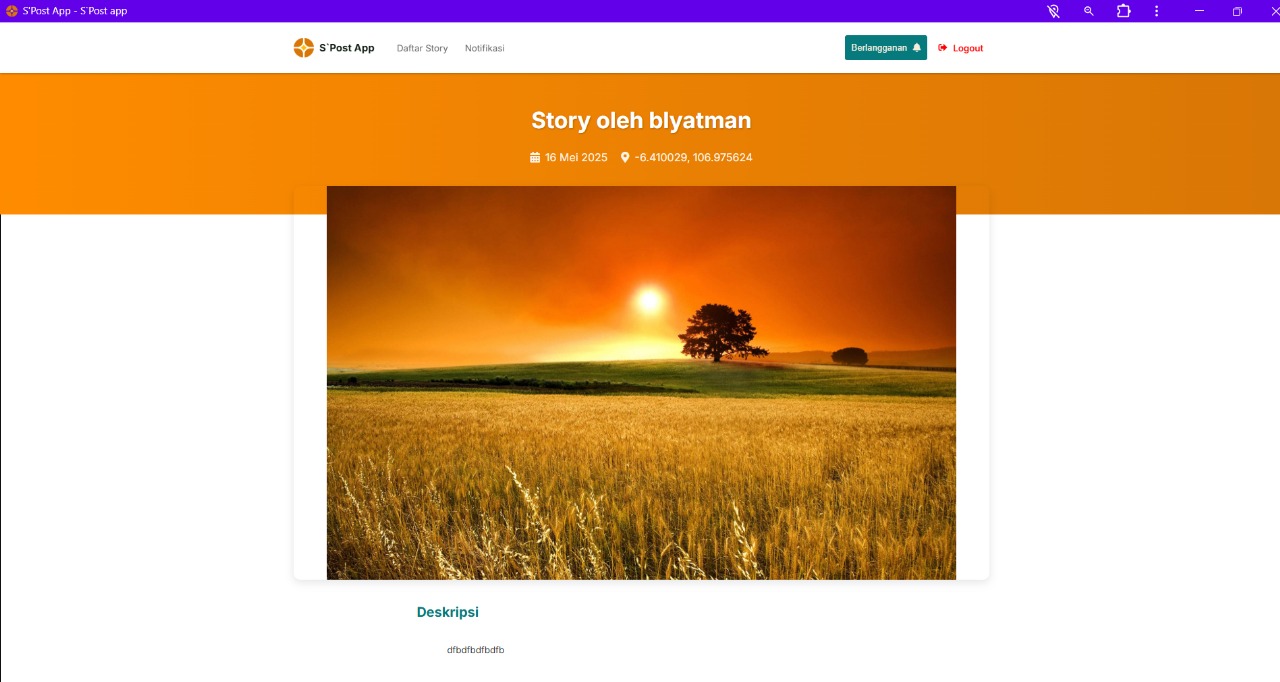 S'Post App - S`Post app
S`Post App
Daftar Story
Notifikasi
Berlangganan
Logout
Story oleh blyatman
16 Mei 2025
-6.410029, 106.975624
Deskripsi
dfbdfbdfbdfb